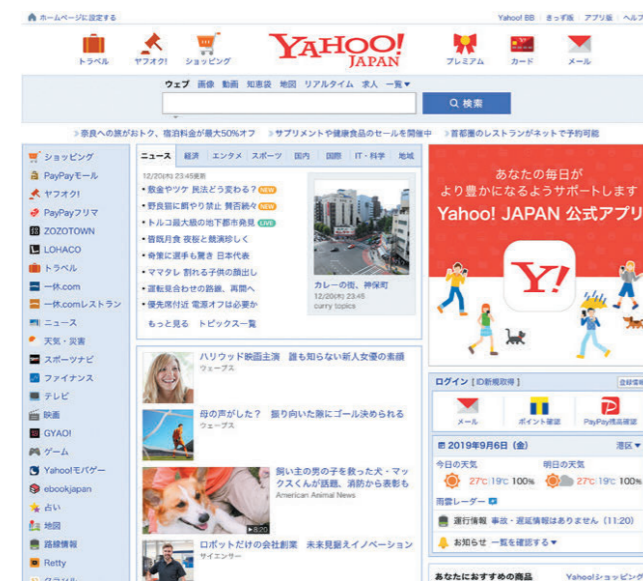 ホームページに設定する
Yahoo! BB きっず版 アプリ版 ヘルプ
トラベル
ヤフオク!
ショッピング
YAHOO!
JAPAN
プレミアム
カード
メール
ウェブ 画像 動画 知恵袋 地図 リアルタイム 求人 一覧▼
検索
奈良への旅がおトク、宿泊料金が最大50%オフ
サプリメントや健康食品のセールを開催中
首都圏のレストランがネットで予約可能
ショッピング
PayPayモール
ヤフオク!
PayPayフリマ
ZOZOTOWN
LOHACO
トラベル
一休.com
一休.comレストラン
ニュース
天気・災害
スポーツナビ
ファイナンス
テレビ
映画
GYAO!
ゲーム
Yahoo!モバゲー
ebookjapan
占い
地図
路線情報
Retty
ニュース 経済 エンタメ スポーツ 国内 国際 IT・科学 地域
12/20(木) 23:45更新
・敷金やツケ 民法どう変わる? NEW
・野良猫に餌やり禁止 賛否続々 NEW
・トルコ最大級の地下都市発見 LIVE
・皆既月食 夜桜と競演珍しく
・奇策に選手も驚き 日本代表
・ママタレ 割れる子供の顔出し
・運転見合わせの路線、再開へ
・優先席付近 電源オフは必要か
もっと見る トピックス一覧
カレーの街、神保町
12/20(木) 23:45
curry topics
ハリウッド映画主演 誰も知らない新人女優の素顔
ウェーブス
母の声がした? 振り向いた隙にゴール決められる
ウェーブス
8:20
飼い主の男の子を救った犬・マッ
クスくんが話題、消防から表彰も
American Animal News
ロボットだけの会社創業 未来見据えイノベーション
サイエンサー
あなたの毎日が
より豊かになるようサポートします
Yahoo! JAPAN 公式アプリ
Y!
ログイン [ID新規取得]
登録情報
メール
ポイント確認
PayPay残高確認
2019年9月6日(金)
港区▼
今日の天気
明日の天気
27℃ 19℃ 100%
27℃ 19℃ 100%
雨雲レーダー
運行情報 事故・遅延情報はありません (11:20)
お知らせ 一覧を確認する▼
あなたにおすすめの商品
Yahoo!ショッピング